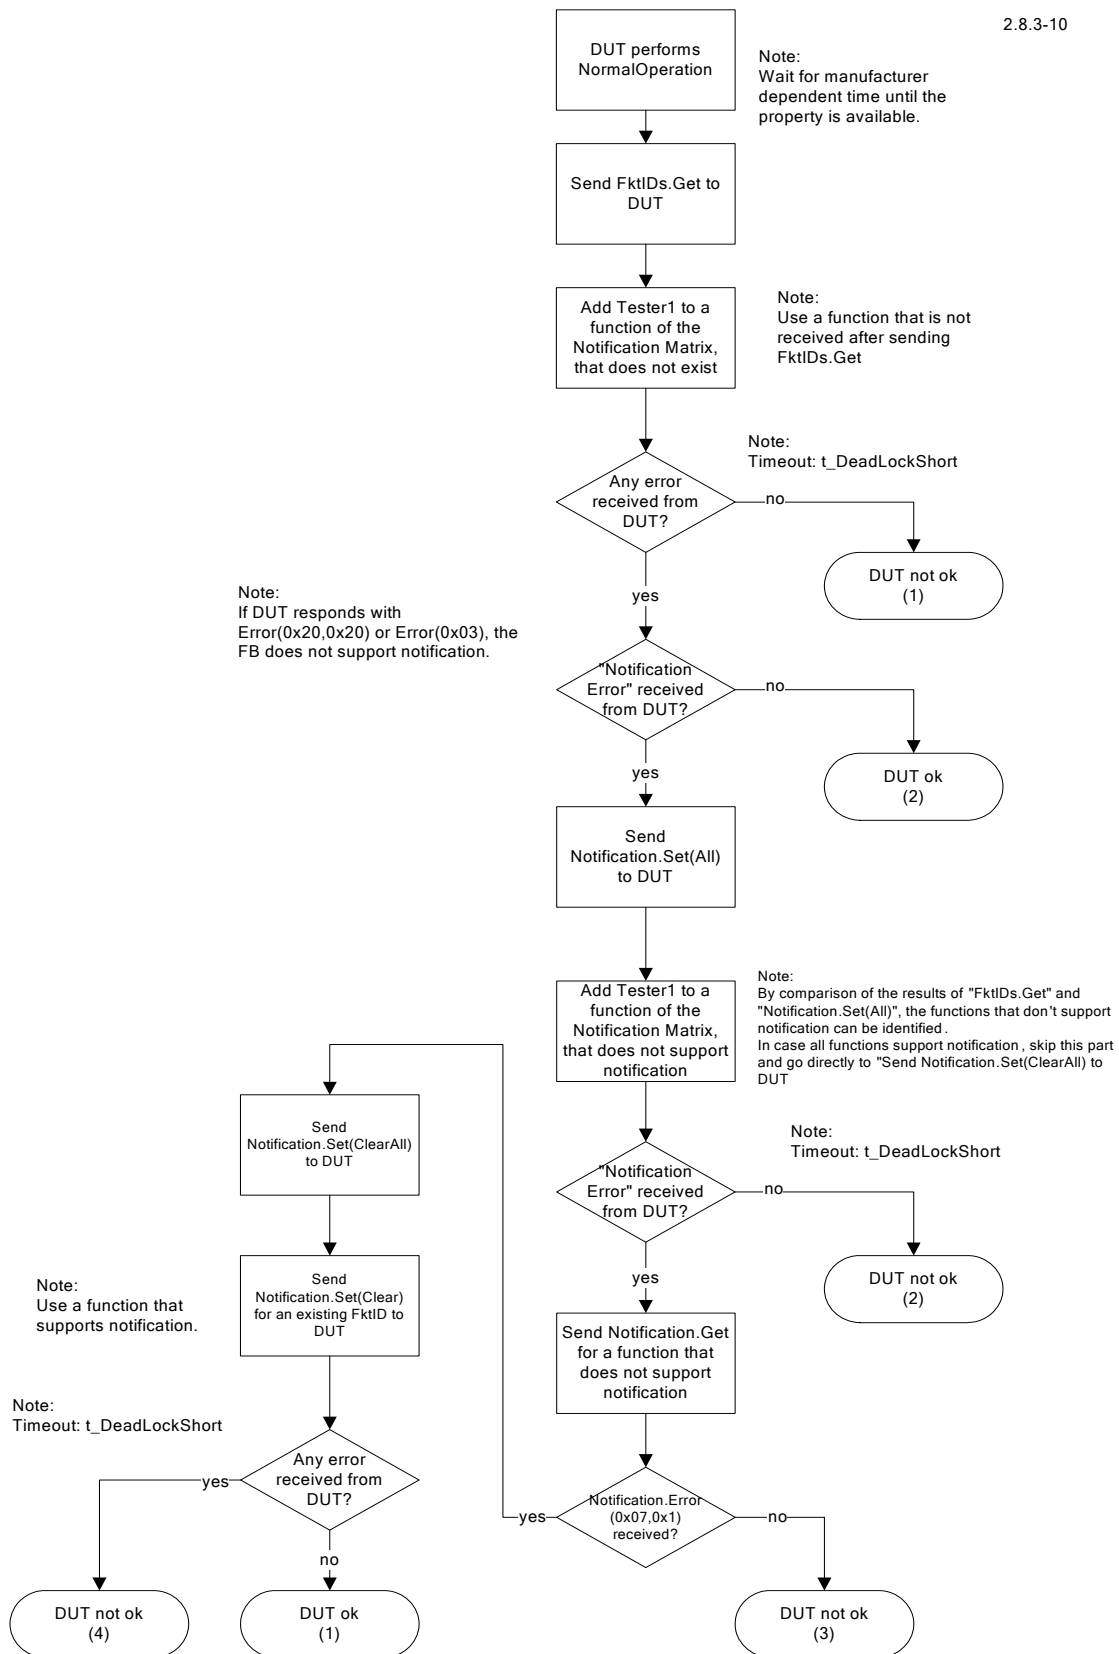 2.8.3-10
DUT performs
NormalOperation
Note:
Wait for manufacturer
dependent time until the
property is available.
Send FktIDs.Get to
DUT
Add Tester1 to a
function of the
Notification Matrix,
that does not exist
Note:
Use a function that is not
received after sending
FktIDs.Get
Note:
Timeout: t_DeadLockShort
Any error
received from
DUT?
no
DUT not ok
(1)
yes
Note:
If DUT responds with
Error(0x20,0x20) or Error(0x03), the
FB does not support notification.
"Notification
Error" received
from DUT?
no
DUT ok
(2)
yes
Send
Notification.Set(All)
to DUT
Add Tester1 to a
function of the
Notification Matrix,
that does not support
notification
Note:
By comparison of the results of "FktIDs.Get" and
"Notification.Set(All)", the functions that don't support
notification can be identified.
In case all functions support notification, skip this part
and go directly to "Send Notification.Set(ClearAll) to
DUT
Send
Notification.Set(ClearAll)
to DUT
Note:
Timeout: t_DeadLockShort
"Notification
Error" received
from DUT?
no
DUT not ok
(2)
yes
Send
Notification.Set(Clear)
for an existing FktID to
DUT
Note:
Use a function that
supports notification.
Send Notification.Get
for a function that
does not support
notification
Note:
Timeout: t_DeadLockShort
Any error
received from
DUT?
yes
no
Notification.Error
(0x07,0x1)
received?
yes
no
DUT not ok
(4)
DUT ok
(1)
DUT not ok
(3)